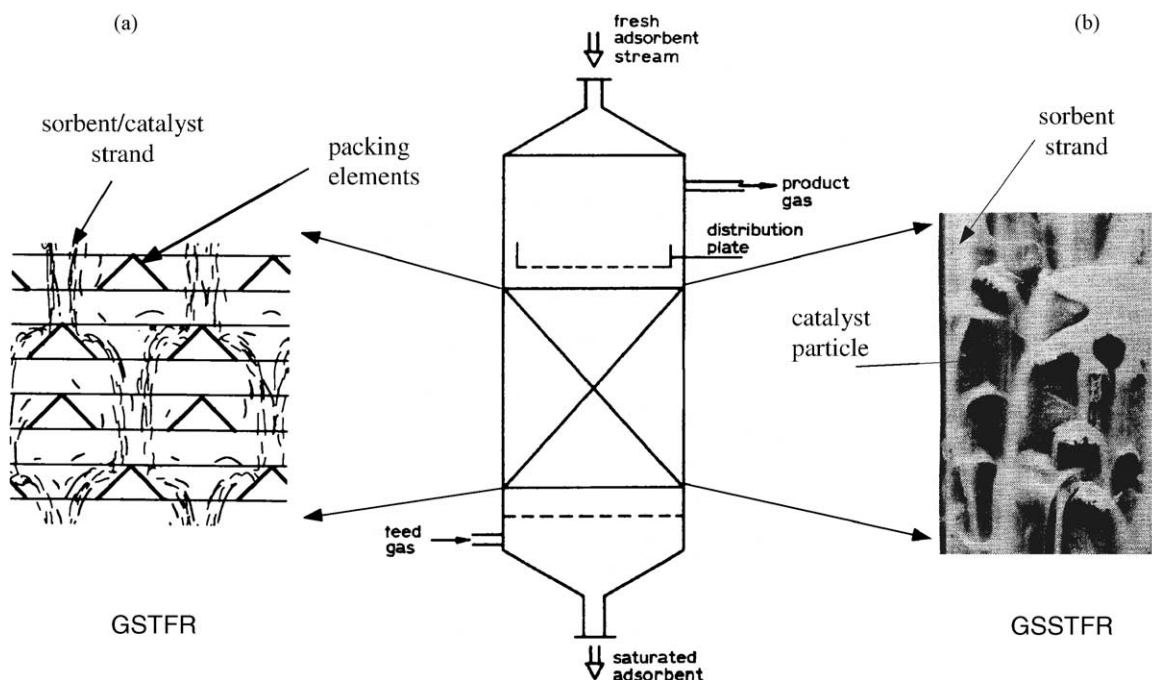 (a)
fresh
adsorbent
stream
(b)
sorbent/catalyst
strand
packing
elements
product
gas
distribution
plate
sorbent
strand
catalyst
particle
feed
gas
GSTFR
saturated
adsorbent
GSSTFR